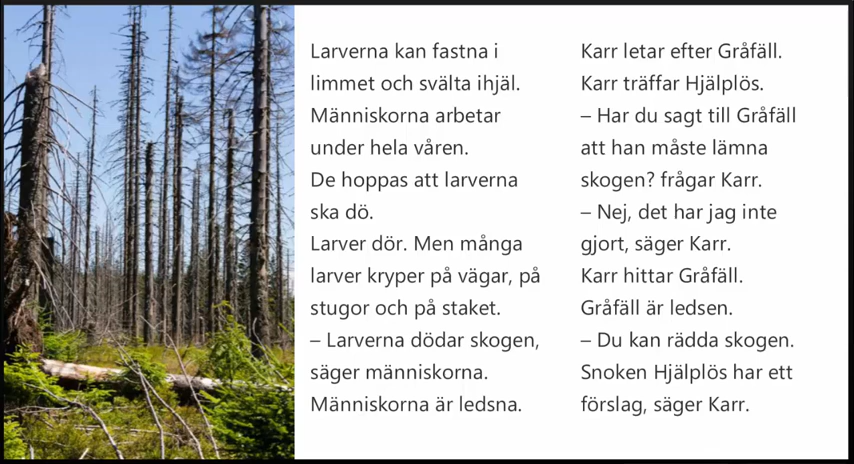 Larverna kan fastna i
limmet och svälta ihjäl.
Människorna arbetar
under hela våren.
De hoppas att larverna
ska dö.
Larver dör. Men många
larver kryper på vägar, på
stugor och på staket.
– Larverna dödar skogen,
säger människorna.
Människorna är ledsna.
Karr letar efter Gråfäll.
Karr träffar Hjälplös.
– Har du sagt till Gråfäll
att han måste lämna
skogen? frågar Karr.
– Nej, det har jag inte
gjort, säger Karr.
Karr hittar Gråfäll.
Gråfäll är ledsen.
– Du kan rädda skogen.
Snoken Hjälplös har ett
förslag, säger Karr.